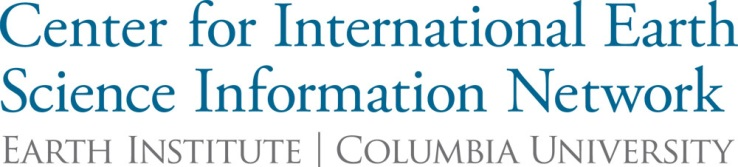 Center for International Earth
Science Information Network
EARTH INSTITUTE | COLUMBIA UNIVERSITY